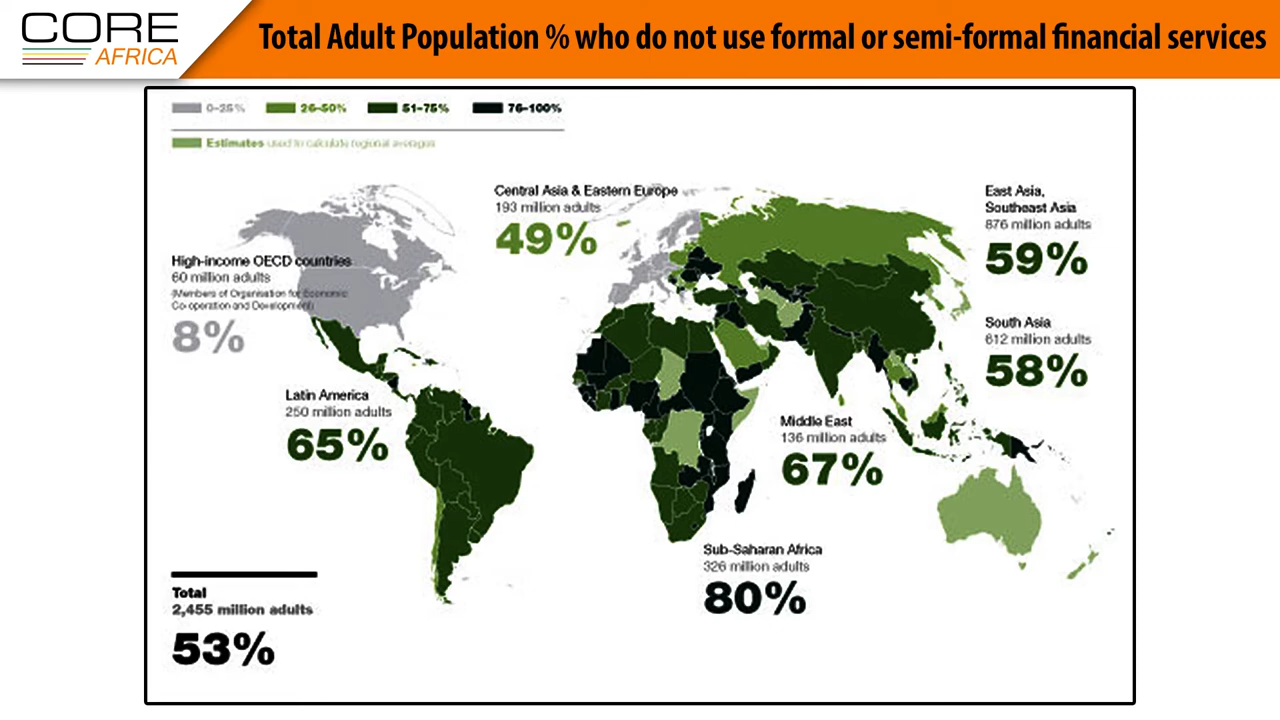 CORE
AFRICA
Total Adult Population % who do not use formal or semi-formal financial services
0-25% 26-50% 51-75% 76-100%
Estimates used to calculate regional averages
Central Asia & Eastern Europe
193 million adults
49%
East Asia,
Southeast Asia
876 million adults
59%
High-income OECD countries
60 million adults
(Members of Organisation for Economic
Co-operation and Development)
8%
South Asia
612 million adults
58%
Latin America
250 million adults
65%
Middle East
136 million adults
67%
Sub-Saharan Africa
326 million adults
80%
Total
2,455 million adults
53%